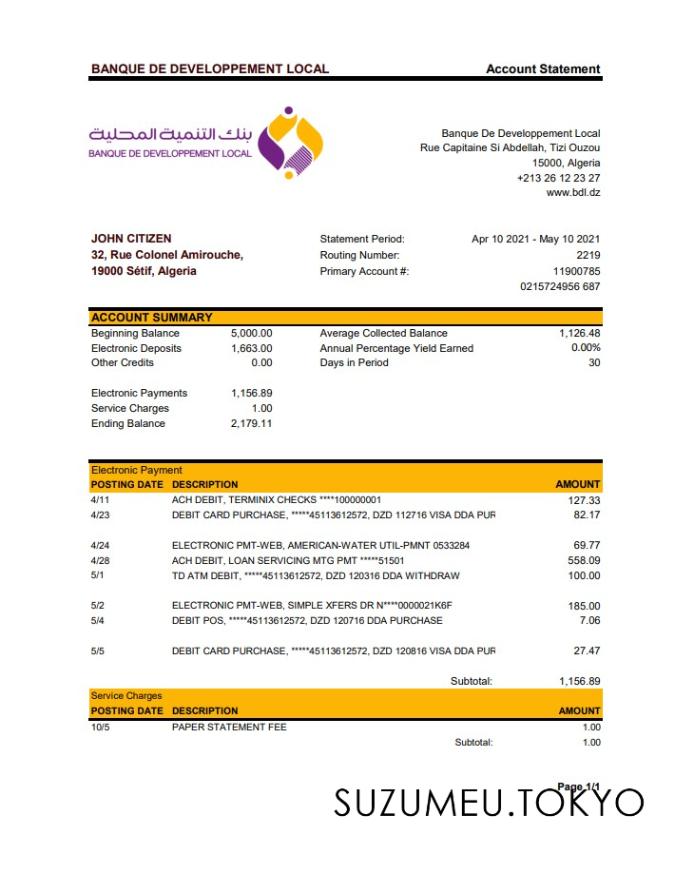 BANQUE DE DEVELOPPEMENT LOCAL Account Statement
بنك التنمية المحلية
BANQUE DE DEVELOPPEMENT LOCAL
Banque De Developpement Local
Rue Capitaine Si Abdellah, Tizi Ouzou
15000, Algeria
+213 26 12 23 27
www.bdl.dz
JOHN CITIZEN Statement Period: Apr 10 2021 - May 10 2021
32, Rue Colonel Amirouche, Routing Number: 2219
19000 Sétif, Algeria Primary Account #: 11900785
0215724956 687
ACCOUNT SUMMARY
Beginning Balance 5,000.00 Average Collected Balance 1,126.48
Electronic Deposits 1,663.00 Annual Percentage Yield Earned 0.00%
Other Credits 0.00 Days in Period 30
Electronic Payments 1,156.89
Service Charges 1.00
Ending Balance 2,179.11
Electronic Payment
POSTING DATE DESCRIPTION AMOUNT
4/11 ACH DEBIT, TERMINIX CHECKS ****100000001 127.33
4/23 DEBIT CARD PURCHASE, *****45113612572, DZD 112716 VISA DDA PUR 82.17
4/24 ELECTRONIC PMT-WEB, AMERICAN-WATER UTIL-PMNT 0533284 69.77
4/28 ACH DEBIT, LOAN SERVICING MTG PMT *****51501 558.09
5/1 TD ATM DEBIT, *****45113612572, DZD 120316 DDA WITHDRAW 100.00
5/2 ELECTRONIC PMT-WEB, SIMPLE XFERS DR N****0000021K6F 185.00
5/4 DEBIT POS, *****45113612572, DZD 120716 DDA PURCHASE 7.06
5/5 DEBIT CARD PURCHASE, *****45113612572, DZD 120816 VISA DDA PUR 27.47
Subtotal: 1,156.89
Service Charges
POSTING DATE DESCRIPTION AMOUNT
10/5 PAPER STATEMENT FEE 1.00
Subtotal: 1.00
Page 1/1
SUZUMEU.TOKYO